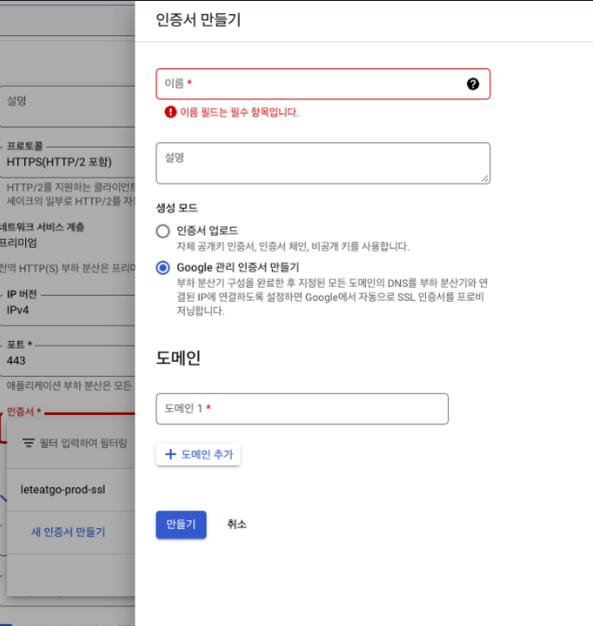 인증서 만들기
이름 *
이름 필드는 필수 항목입니다.
설명
생성 모드
인증서 업로드
자체 공개키 인증서, 인증서 체인, 비공개 키를 사용합니다.
Google 관리 인증서 만들기
부하 분산기 구성을 완료한 후 지정된 모든 도메인의 DNS를 부하 분산기와 연
결된 IP에 연결하도록 설정하면 Google에서 자동으로 SSL 인증서를 프로비
저닝합니다.
도메인
도메인 1 *
도메인 추가
만들기
취소
설명
프로토콜
HTTPS(HTTP/2 포함)
HTTP/2를 지원하는 클라이언트
셰이크의 일부로 HTTP/2를 자
네트워크 서비스 계층
프리미엄
전역 HTTP(S) 부하 분산은 프리미
IP 버전
IPv4
포트 *
443
애플리케이션 부하 분산은 모든
인증서 *
필터 입력하여 필터링
leteatgo-prod-ssl
새 인증서 만들기